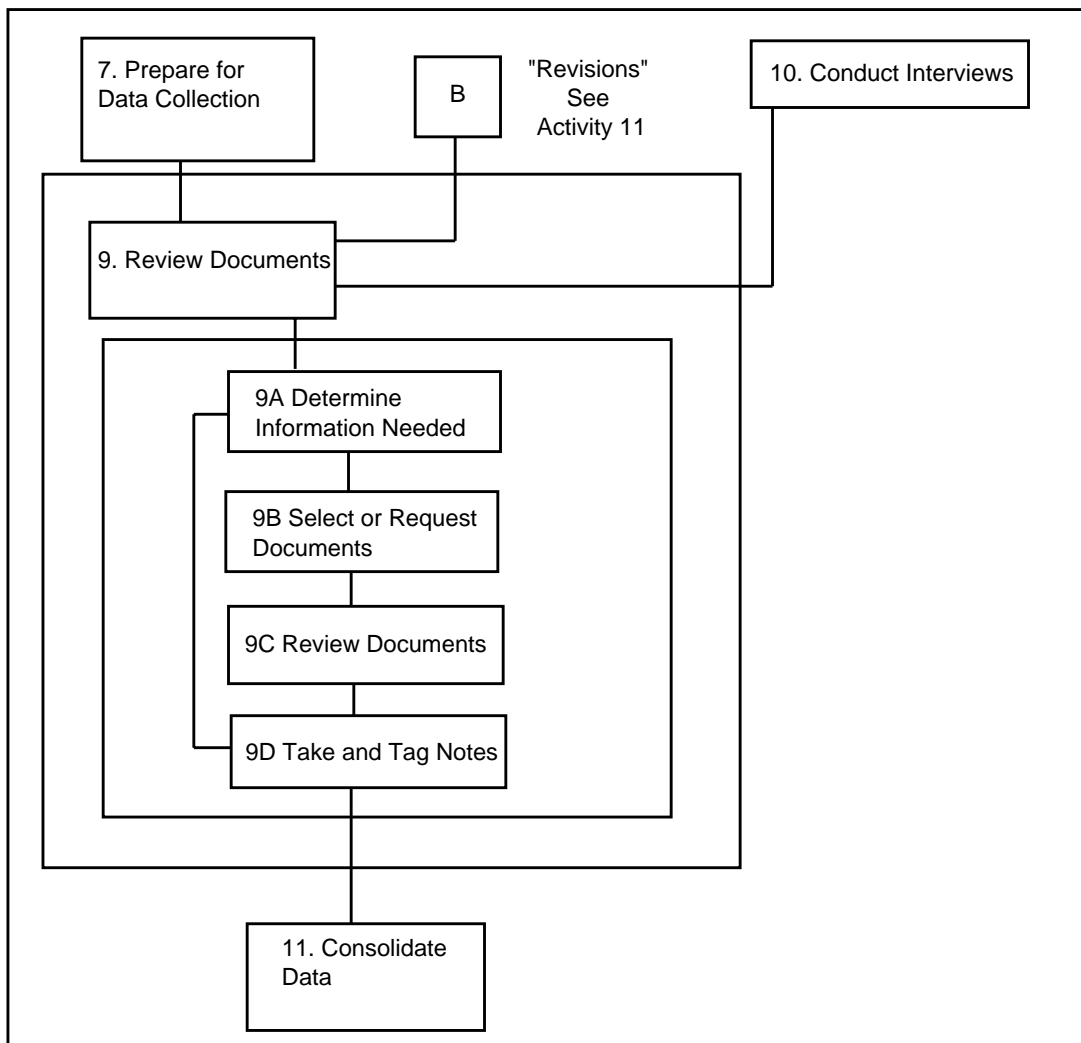 7. Prepare for
Data Collection
B
"Revisions"
See
Activity 11
10. Conduct Interviews
9. Review Documents
9A Determine
Information Needed
9B Select or Request
Documents
9C Review Documents
9D Take and Tag Notes
11. Consolidate
Data